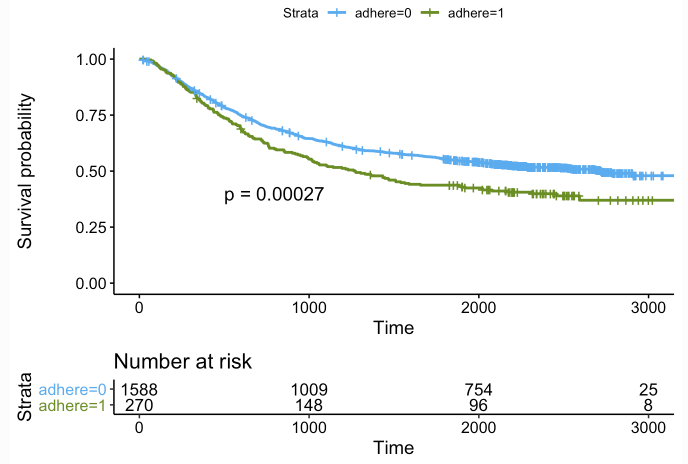 Strata adhere=0 adhere=1
1.00
0.75
0.50
0.25
0.00
Survival probability
p = 0.00027
0 1000 2000 3000
Time
Number at risk
Strata
adhere=0 1588 1009 754 25
adhere=1 270 148 96 8
0 1000 2000 3000
Time